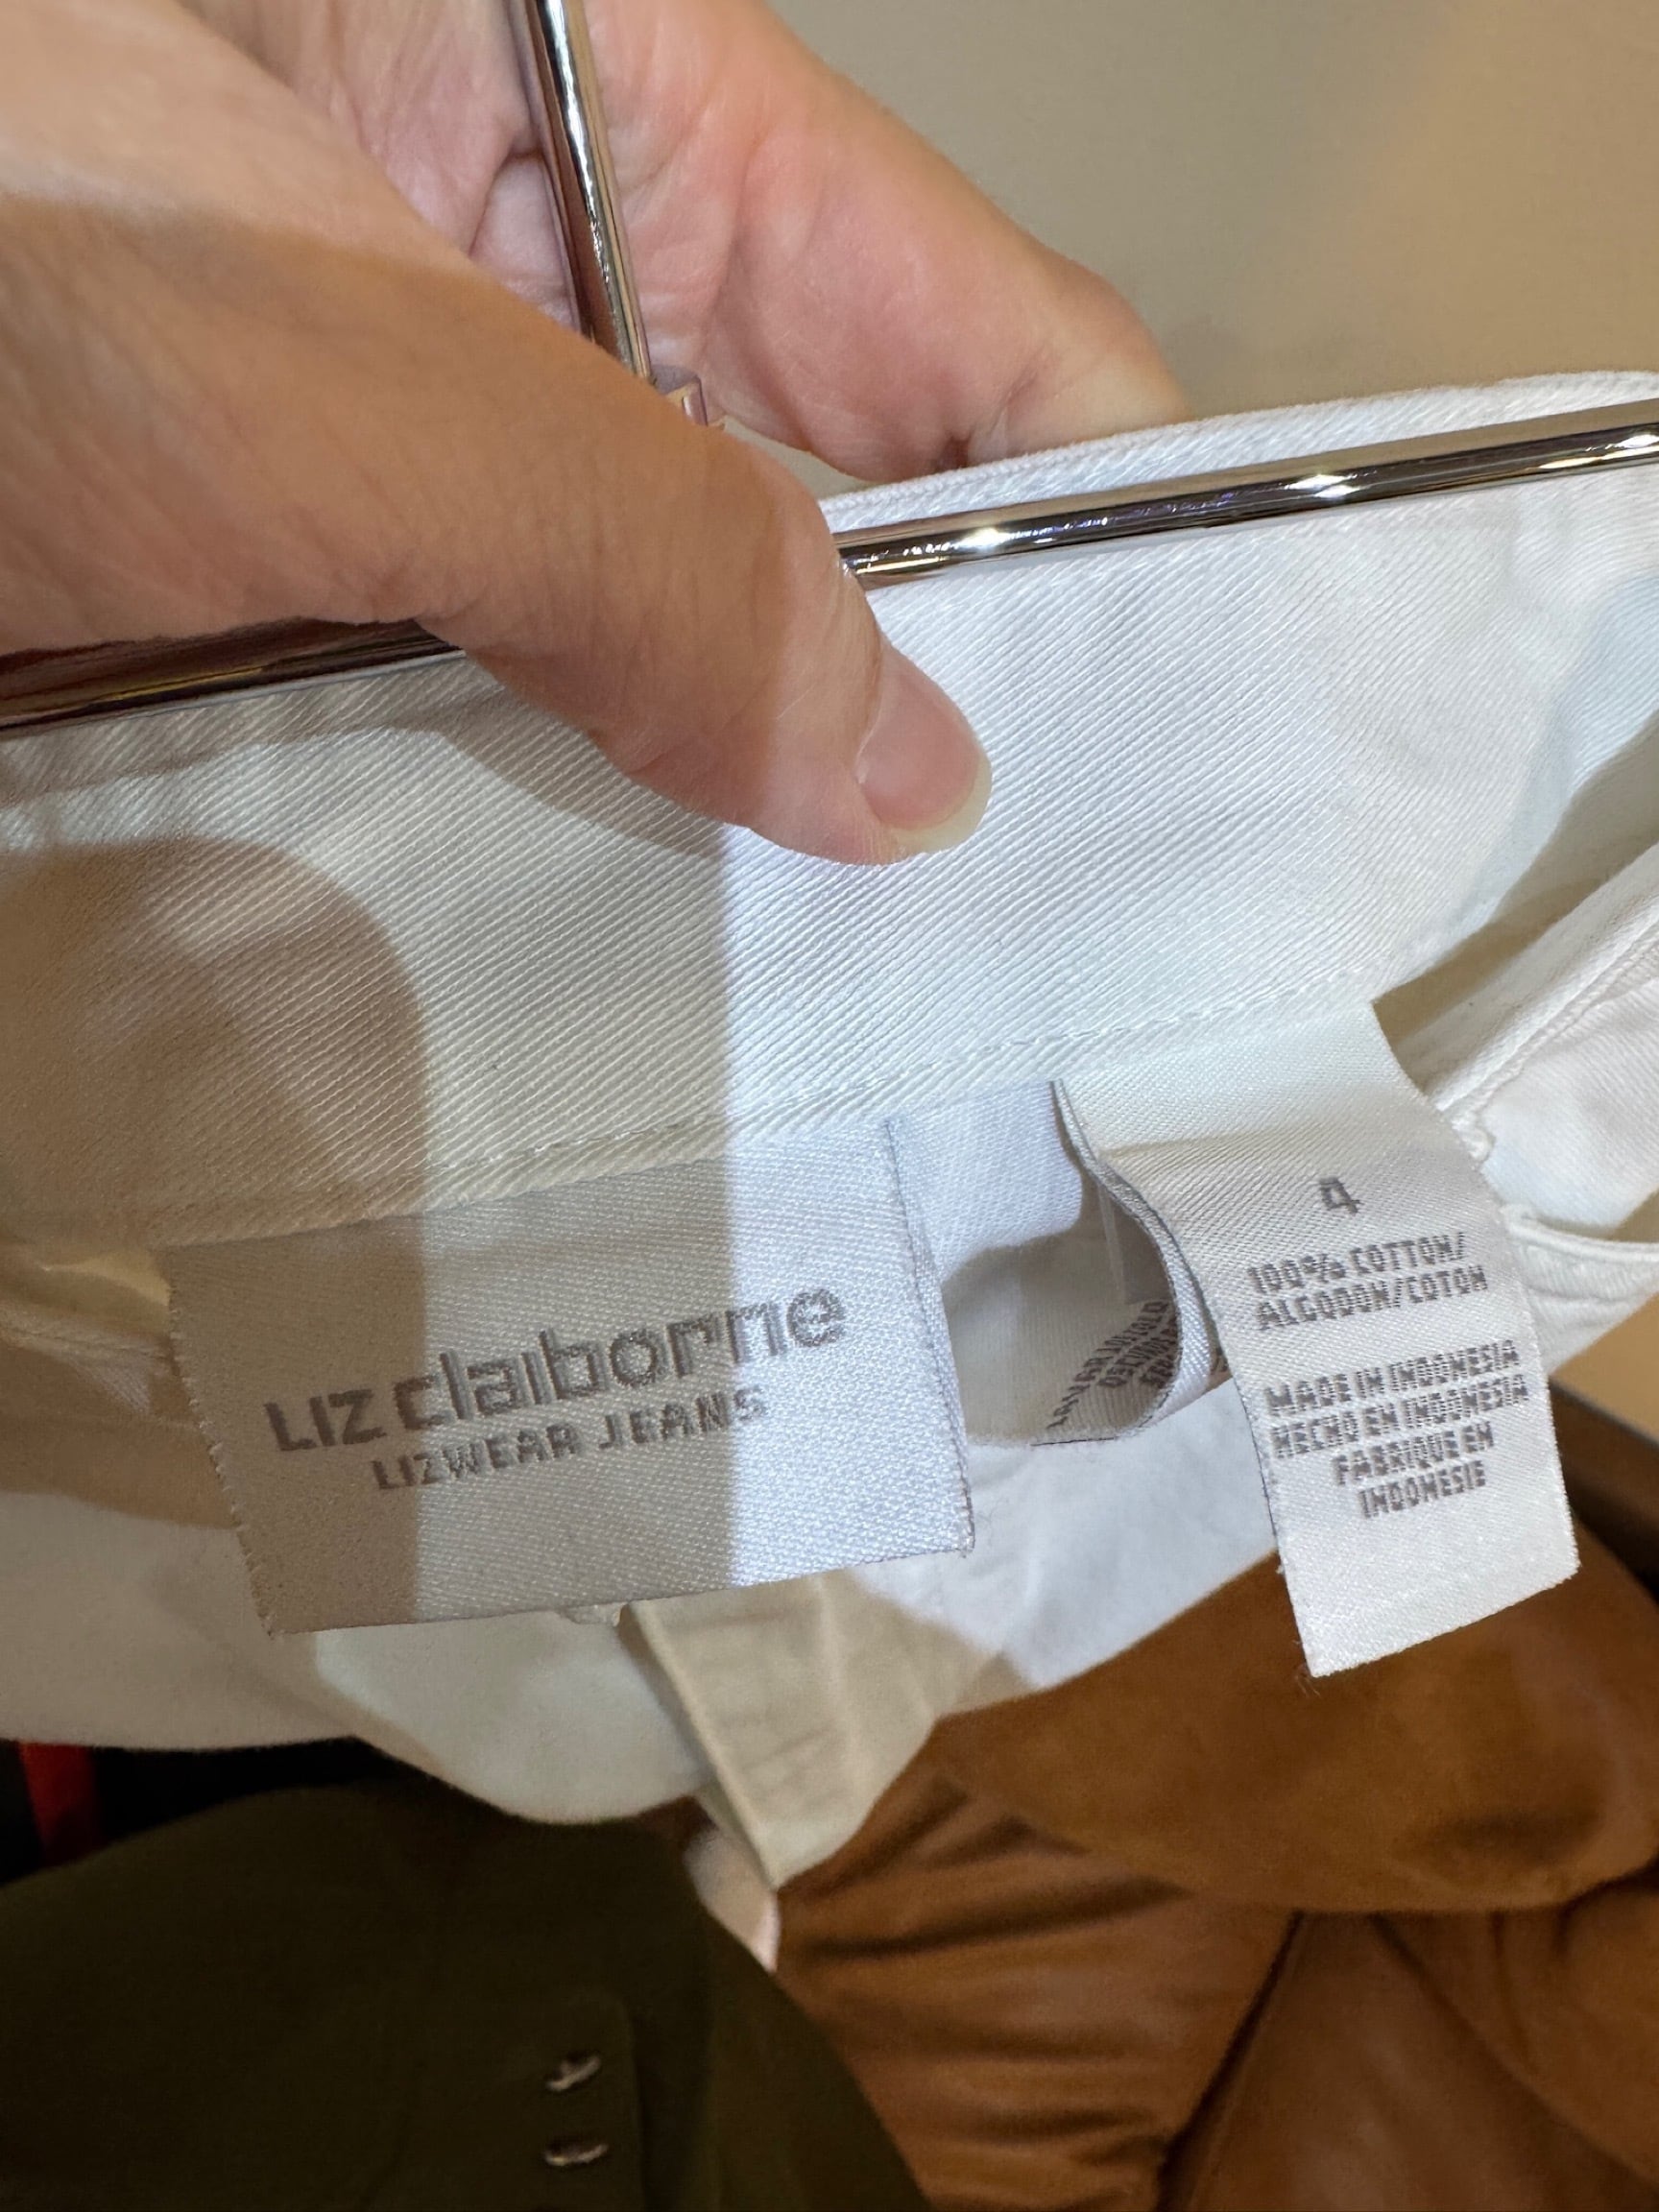 LIZ claiborne
LIZWEAR JEANS
4
100% COTTON/
ALGODON/COTON
MADE IN INDONESIA
HECHO EN INDONESIA
FABRIQUE EN
INDONESIE